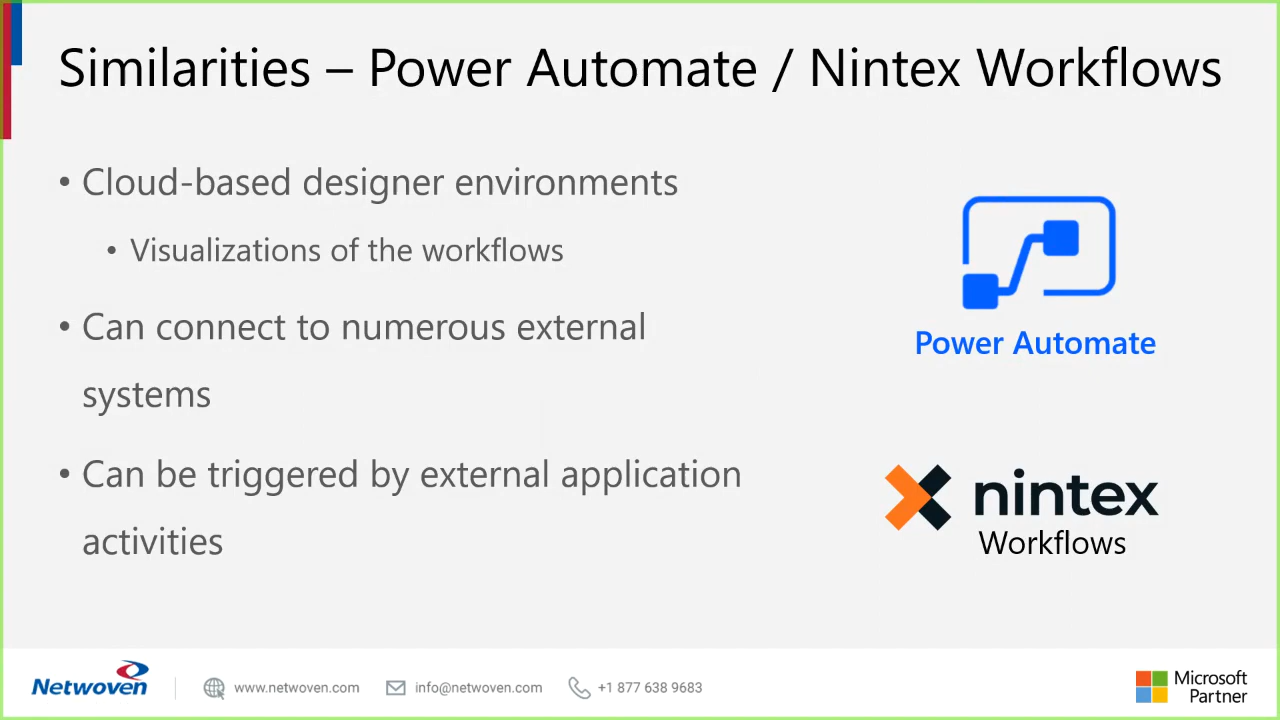 Similarities – Power Automate / Nintex Workflows
• Cloud-based designer environments
• Visualizations of the workflows
• Can connect to numerous external
systems
• Can be triggered by external application
activities
Power Automate
nintex
Workflows
Netwoven
www.netwoven.com
info@netwoven.com
+1 877 638 9683
Microsoft
Partner